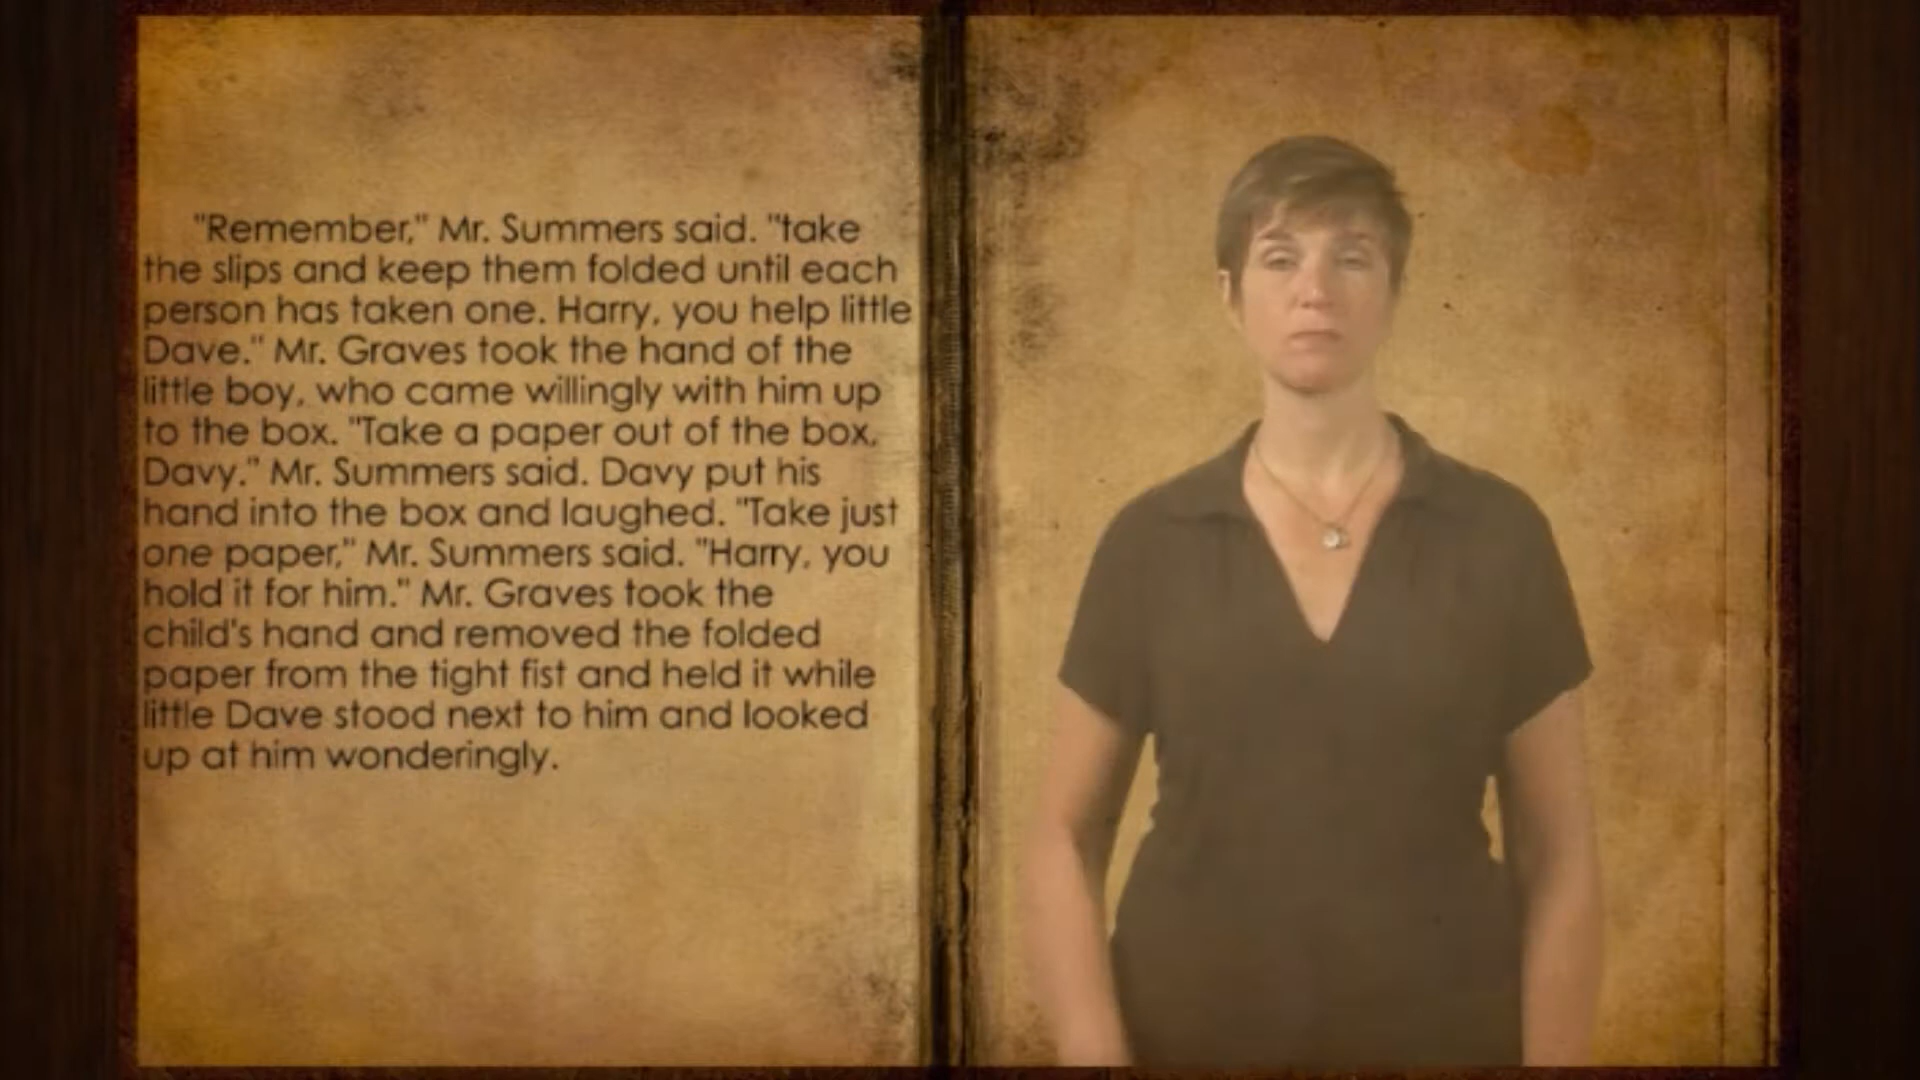 "Remember," Mr. Summers said. "take
the slips and keep them folded until each
person has taken one. Harry, you help little
Dave." Mr. Graves took the hand of the
little boy, who came willingly with him up
to the box. "Take a paper out of the box,
Davy." Mr. Summers said. Davy put his
hand into the box and laughed. "Take just
one paper," Mr. Summers said. "Harry, you
hold it for him." Mr. Graves took the
child's hand and removed the folded
paper from the tight fist and held it while
little Dave stood next to him and looked
up at him wonderingly.